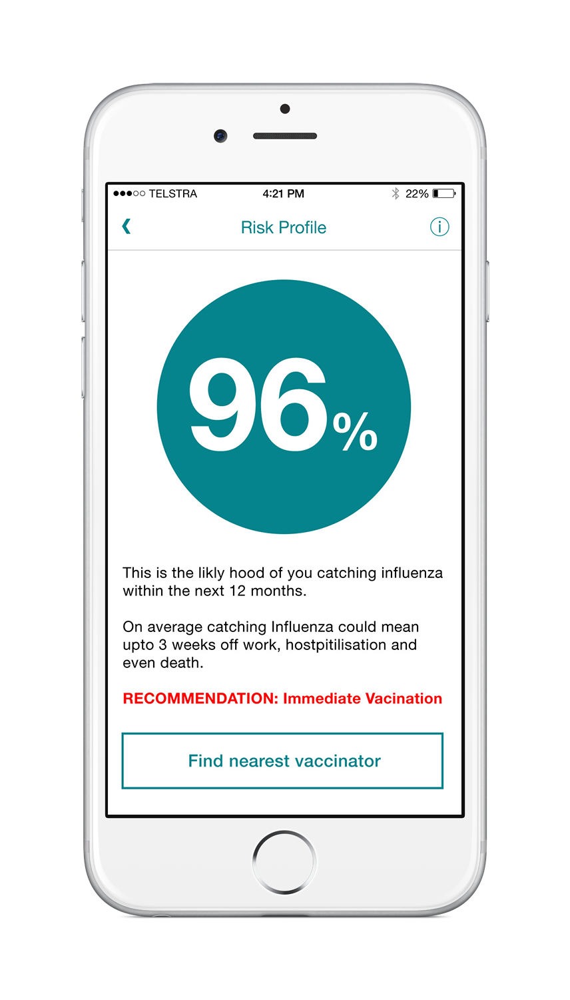 TELSTRA 4:21 PM 22%
Risk Profile
96%
This is the likly hood of you catching influenza
within the next 12 months.
On average catching Influenza could mean
upto 3 weeks off work, hostpitilisation and
even death.
RECOMMENDATION: Immediate Vacination
Find nearest vaccinator